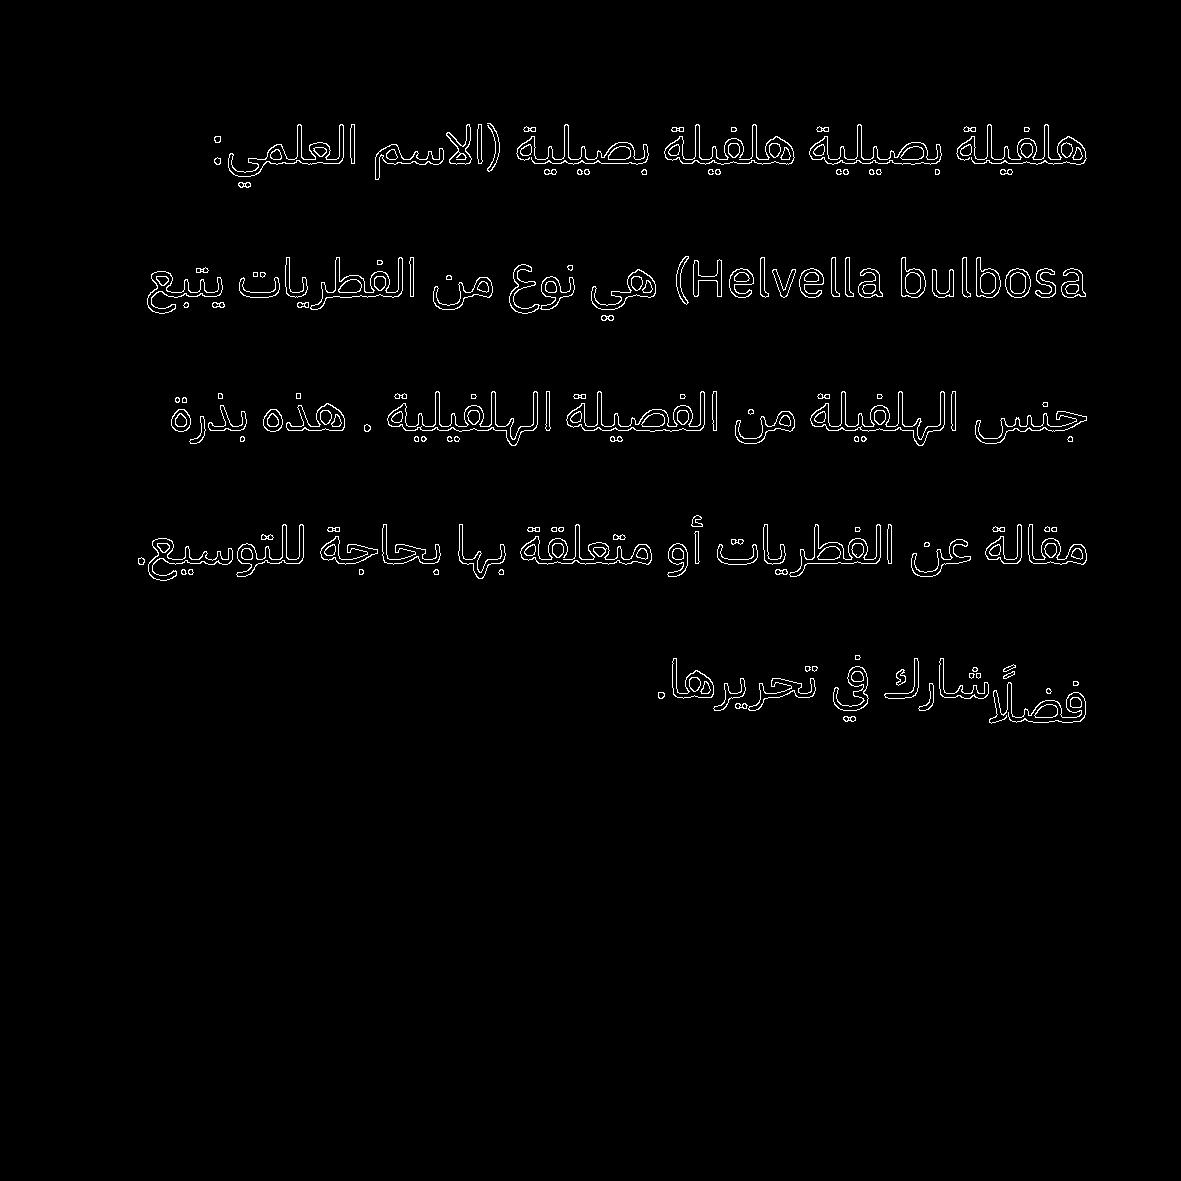 هلفيلة بصيلية هلفيلة بصيلية (الاسم العلمي:
Helvella bulbosa) هي نوع من الفطريات يتبع
جنس الهلفيلة من الفصيلة الهلفيلية . هذه بذرة
مقالة عن الفطريات أو متعلقة بها بحاجة للتوسيع.
فضلًا شارك في تحريرها.